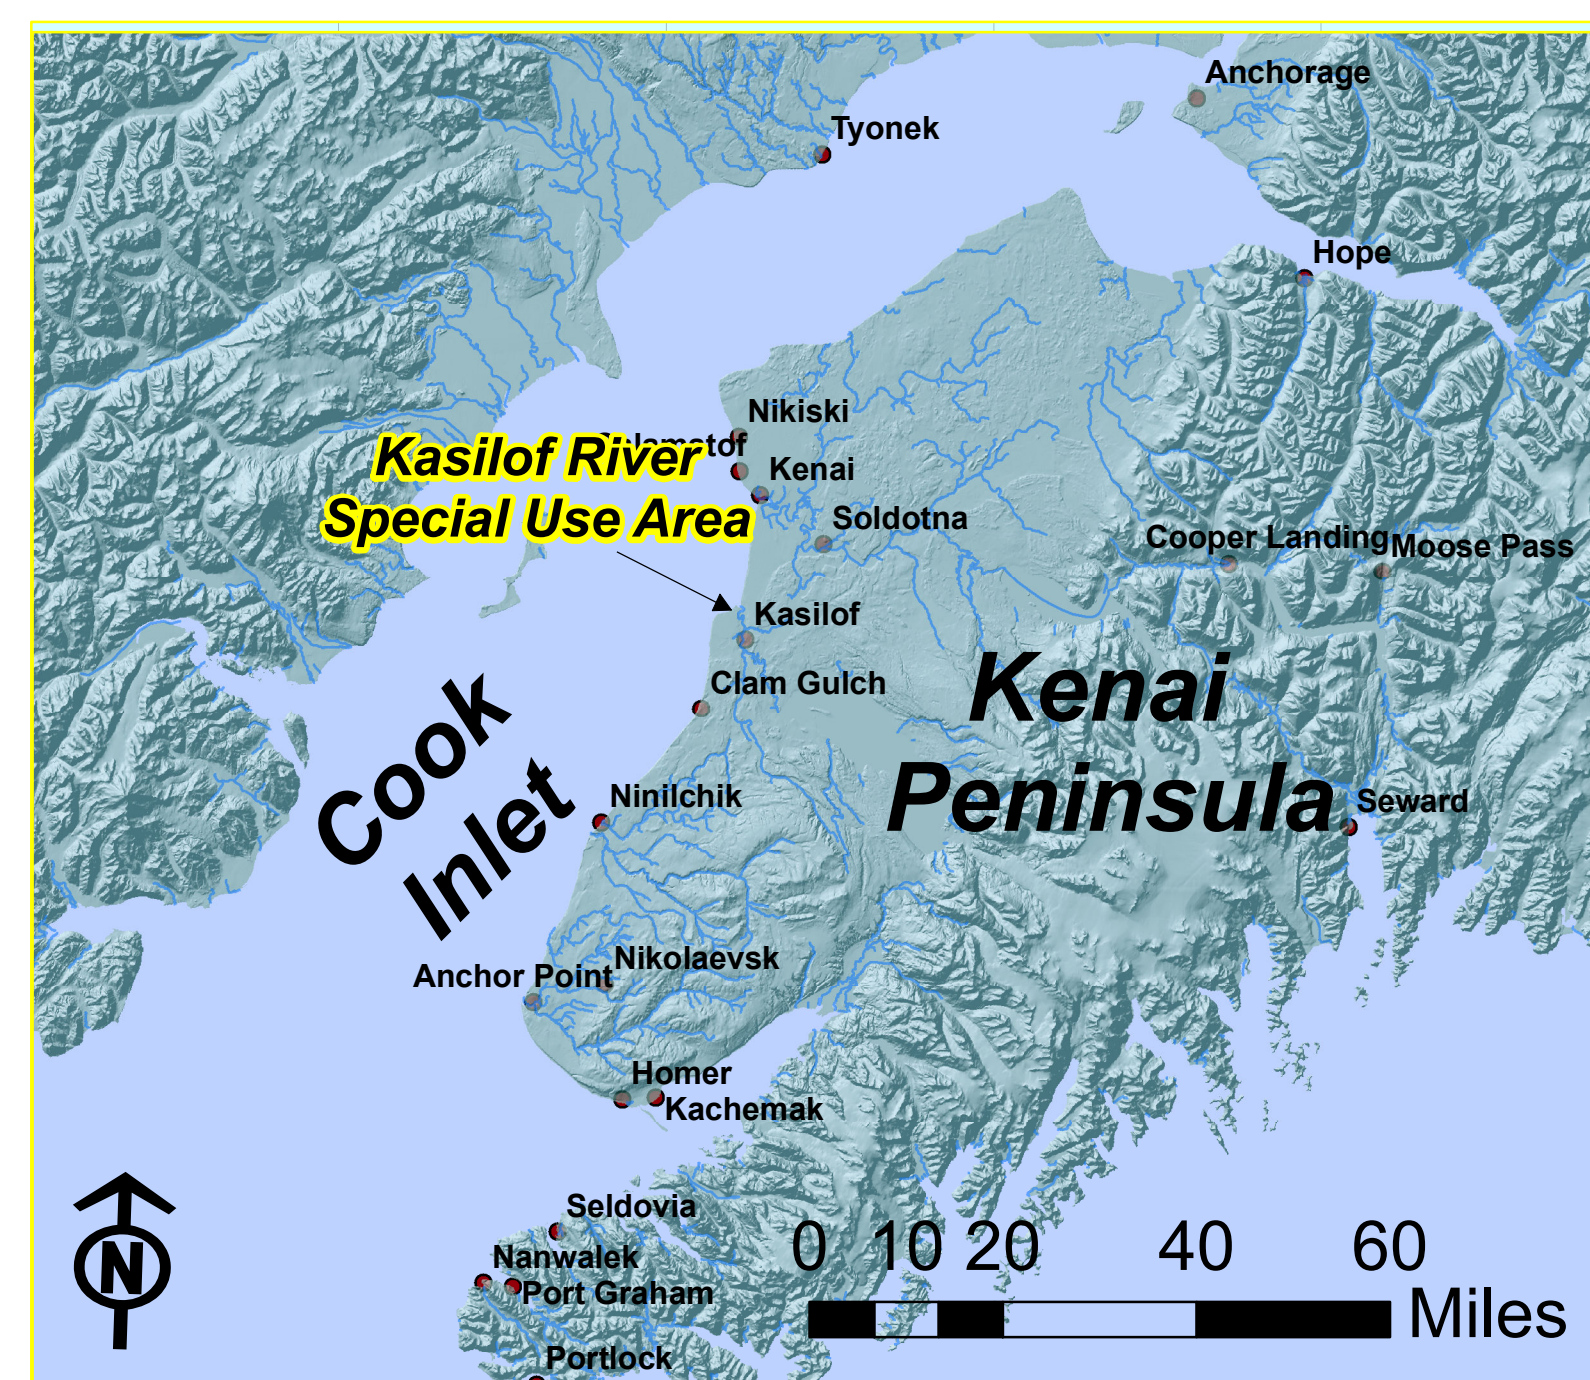 Anchorage
Tyonek
Hope
Nikiski
Kasilof River
Special Use Area
Kenai
Soldotna
Cooper Landing
Moose Pass
Kasilof
Clam Gulch
Kenai
Peninsula
Cook
Inlet
Ninilchik
Seward
Nikolaevsk
Anchor Point
Homer
Kachemak
Seldovia
Nanwalek
Port Graham
Portlock
0 10 20 40 60
Miles
N